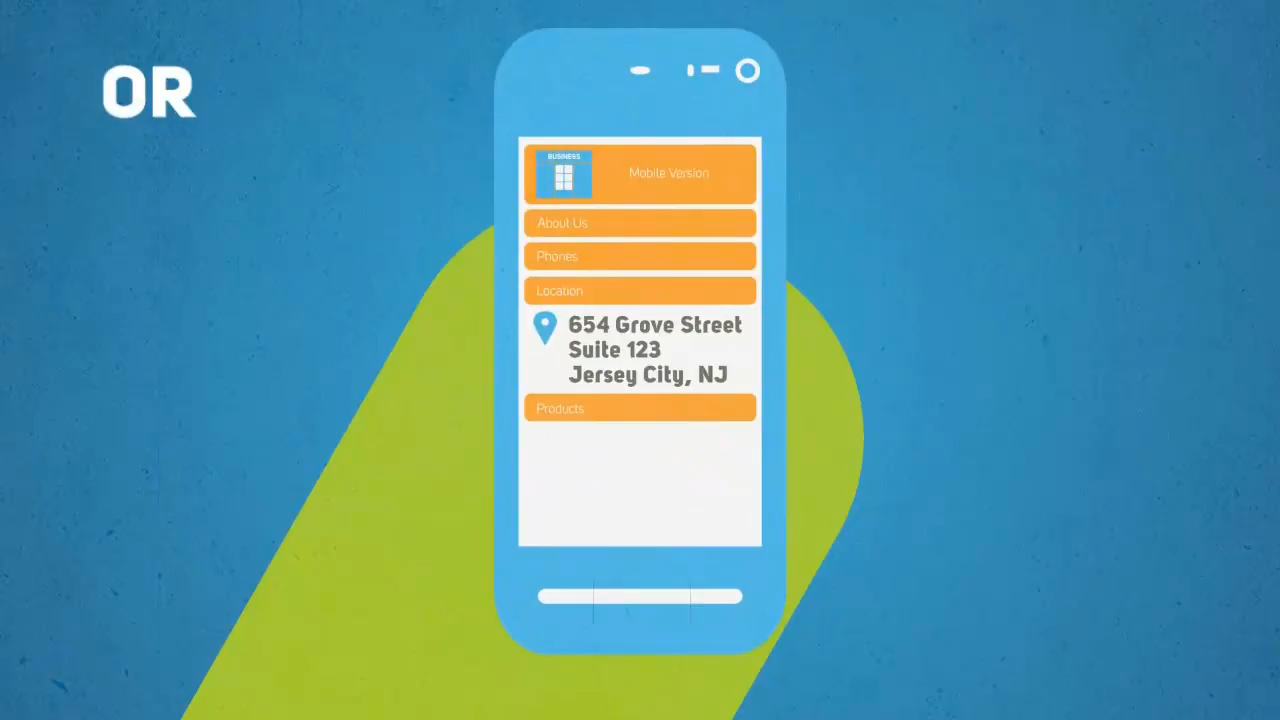 OR
BUSINESS
Mobile Version
About Us
Phones
Location
654 Grove Street
Suite 123
Jersey City, NJ
Products